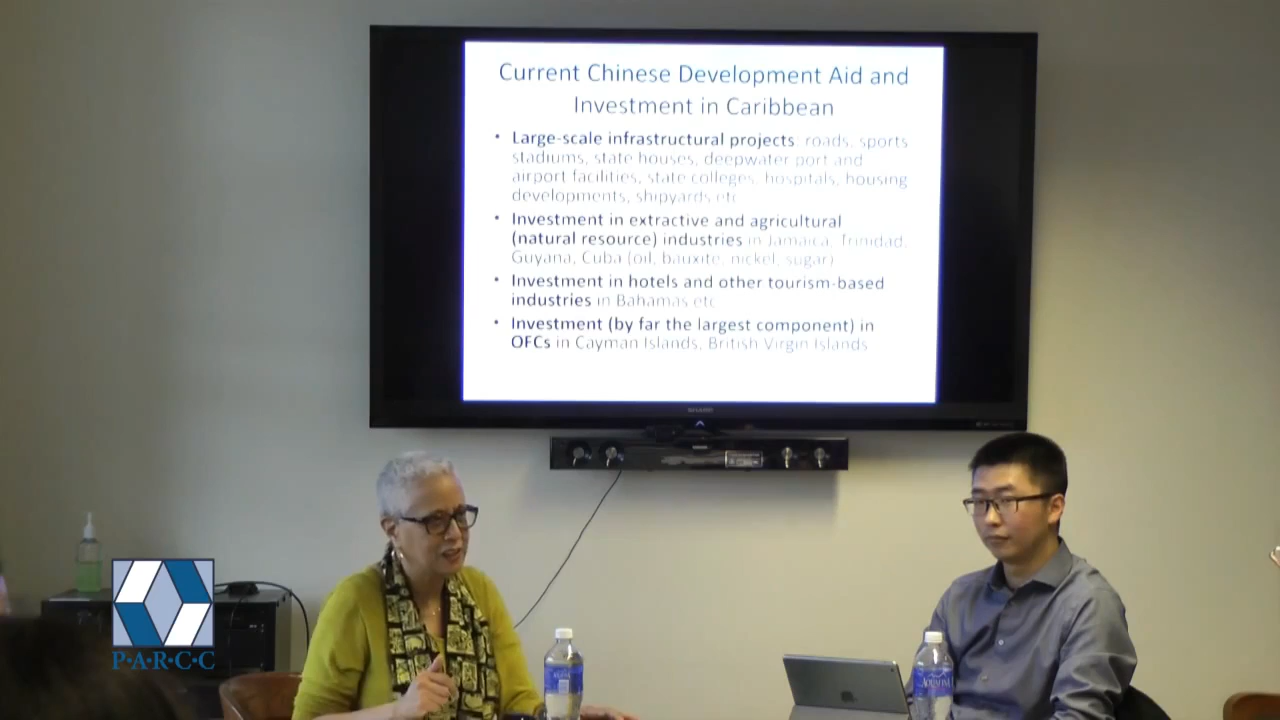 Current Chinese Development Aid and
Investment in Caribbean
• Large-scale infrastructural projects: roads, sports
stadiums, state houses, deepwater port and
airport facilities, state colleges, hospitals, housing
developments, shipyards etc
• Investment in extractive and agricultural
(natural resource) industries in Jamaica, Trinidad,
Guyana, Cuba (oil, bauxite, nickel, sugar)
• Investment in hotels and other tourism-based
industries in Bahamas etc
• Investment (by far the largest component) in
OFCs in Cayman Islands, British Virgin Islands
SHARP
P·A·R·C·C
AQUAFINA